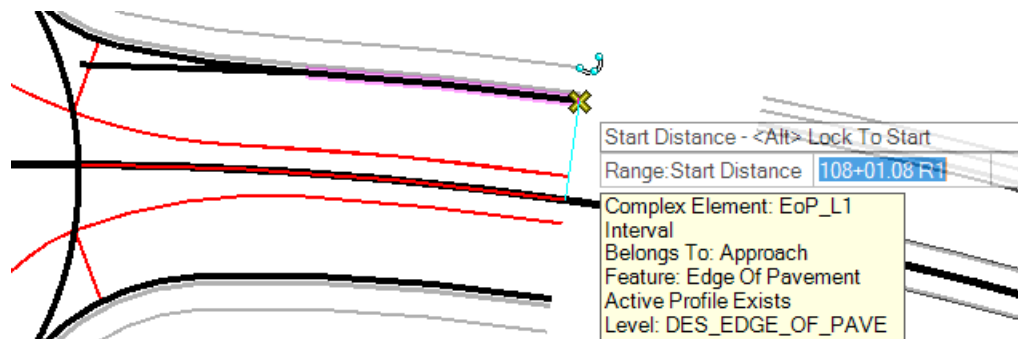 Start Distance - <Alt> Lock To Start
Range:Start Distance 108+01.08 R1
Complex Element: EoP_L1
Interval
Belongs To: Approach
Feature: Edge Of Pavement
Active Profile Exists
Level: DES_EDGE_OF_PAVE